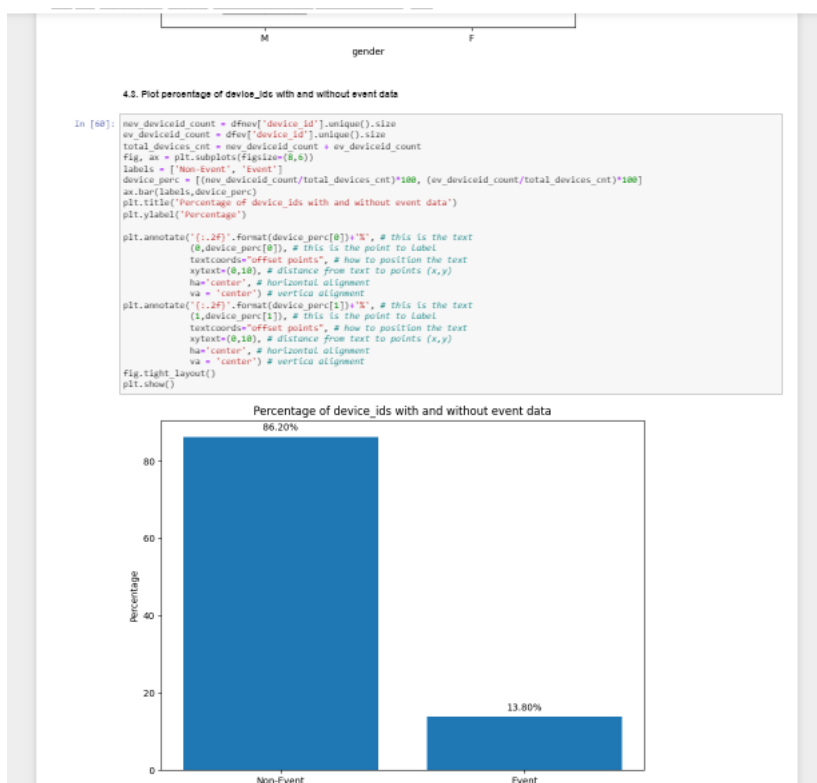 M F
gender
4.3. Plot percentage of device_ids with and without event data
In [60]: nev_deviceid_count = dfnev['device_id'].unique().size
ev_deviceid_count = dfev['device_id'].unique().size
total_devices_cnt = nev_deviceid_count + ev_deviceid_count
fig, ax = plt.subplots(figsize=(8,6))
labels = ['Non-Event', 'Event']
device_perc = [(nev_deviceid_count/total_devices_cnt)*100, (ev_deviceid_count/total_devices_cnt)*100]
ax.bar(labels,device_perc)
plt.title('Percentage of device_ids with and without event data')
plt.ylabel('Percentage')
plt.annotate('{:.2f}'.format(device_perc[0])+'%', # this is the text
(0,device_perc[0]), # this is the point to label
textcoords="offset points", # how to position the text
xytext=(0,10), # distance from text to points (x,y)
ha='center', # horizontal alignment
va = 'center') # vertica alignment
plt.annotate('{:.2f}'.format(device_perc[1])+'%', # this is the text
(1,device_perc[1]), # this is the point to label
textcoords="offset points", # how to position the text
xytext=(0,10), # distance from text to points (x,y)
ha='center', # horizontal alignment
va = 'center') # vertica alignment
fig.tight_layout()
plt.show()
Percentage of device_ids with and without event data
86.20%
80
60
Percentage
40
20
13.80%
0
Non-Event Event